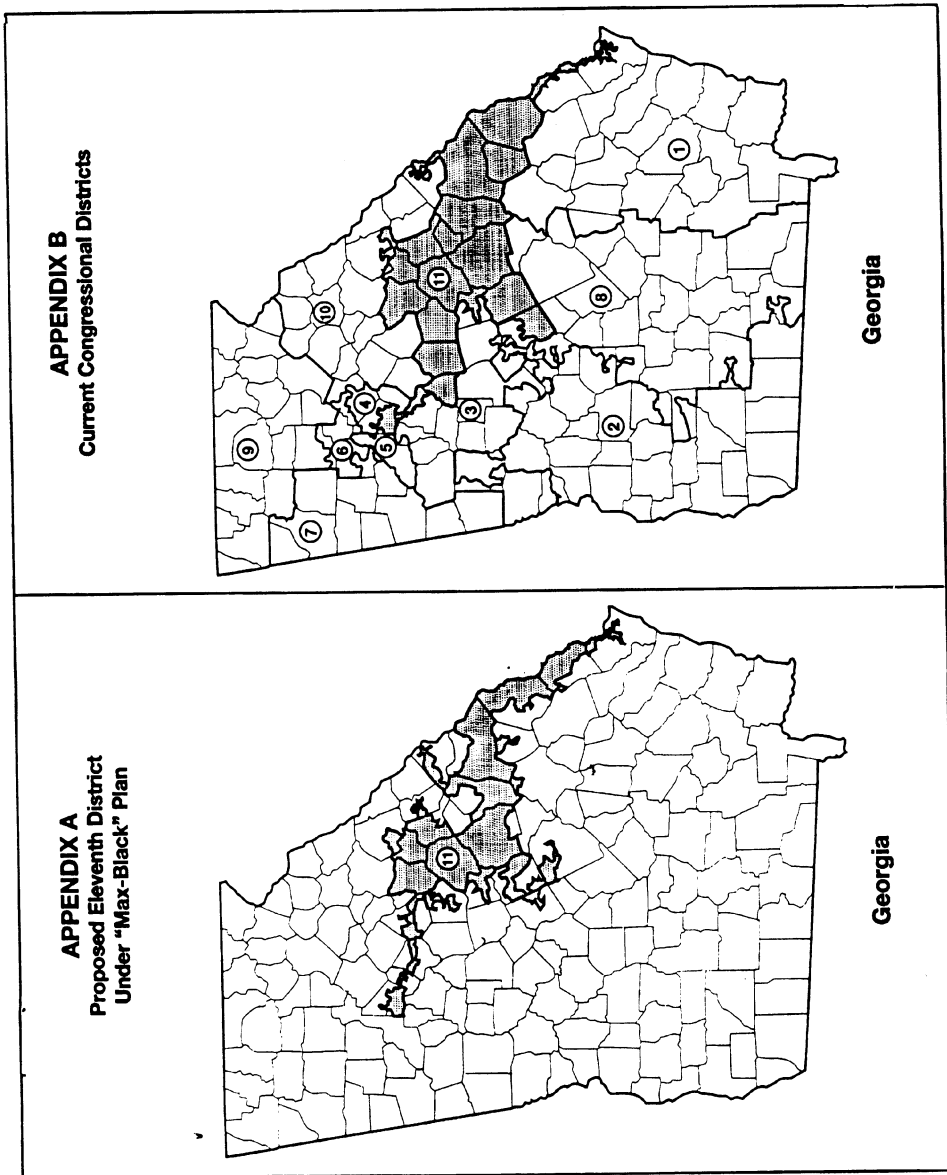 APPENDIX A
Proposed Eleventh District
Under "Max-Black" Plan
11
Georgia
APPENDIX B
Current Congressional Districts
9
7
6
5
4
10
11
3
2
8
1
Georgia